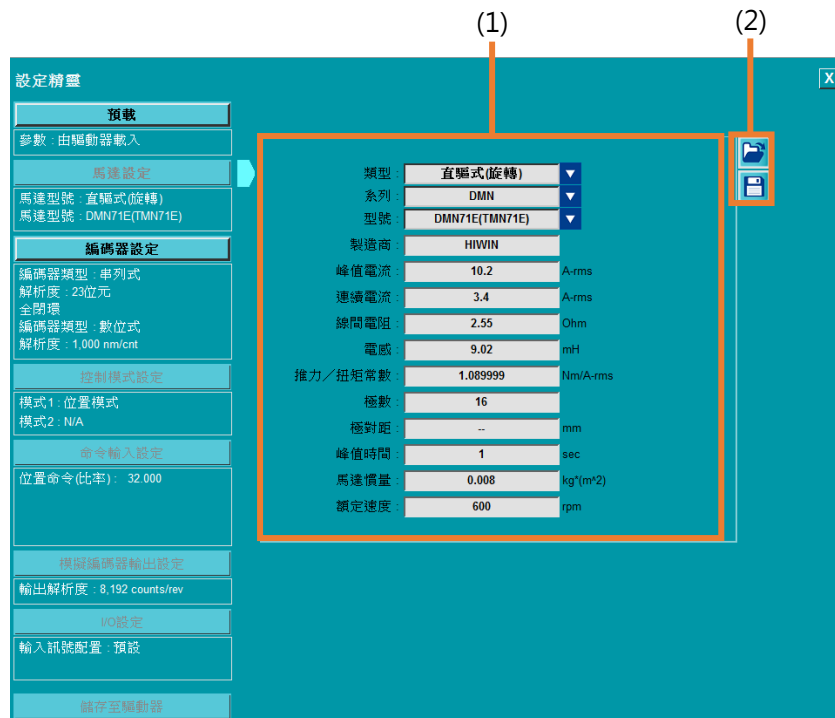 (1)
(2)
設定精靈
X
預載
參數 : 由驅動器載入
馬達設定
馬達型號 : 直驅式(旋轉)
馬達型號 : DMN71E(TMN71E)
編碼器設定
編碼器類型 : 串列式
解析度 : 23位元
全閉環
編碼器類型 : 數位式
解析度 : 1,000 nm/cnt
控制模式設定
模式1 : 位置模式
模式2 : N/A
命令輸入設定
位置命令(比率) : 32.000
模擬編碼器輸出設定
輸出解析度 : 8,192 counts/rev
I/O設定
輸入訊號配置 : 預設
儲存至驅動器
類型 : 直驅式(旋轉)
系列 : DMN
型號 : DMN71E(TMN71E)
製造商 : HIWIN
峰值電流 : 10.2 A-rms
連續電流 : 3.4 A-rms
線間電阻 : 2.55 Ohm
電感 : 9.02 mH
推力／扭矩常數 : 1.089999 Nm/A-rms
極數 : 16
極對距 : -- mm
峰值時間 : 1 sec
馬達慣量 : 0.008 kg*(m^2)
額定速度 : 600 rpm